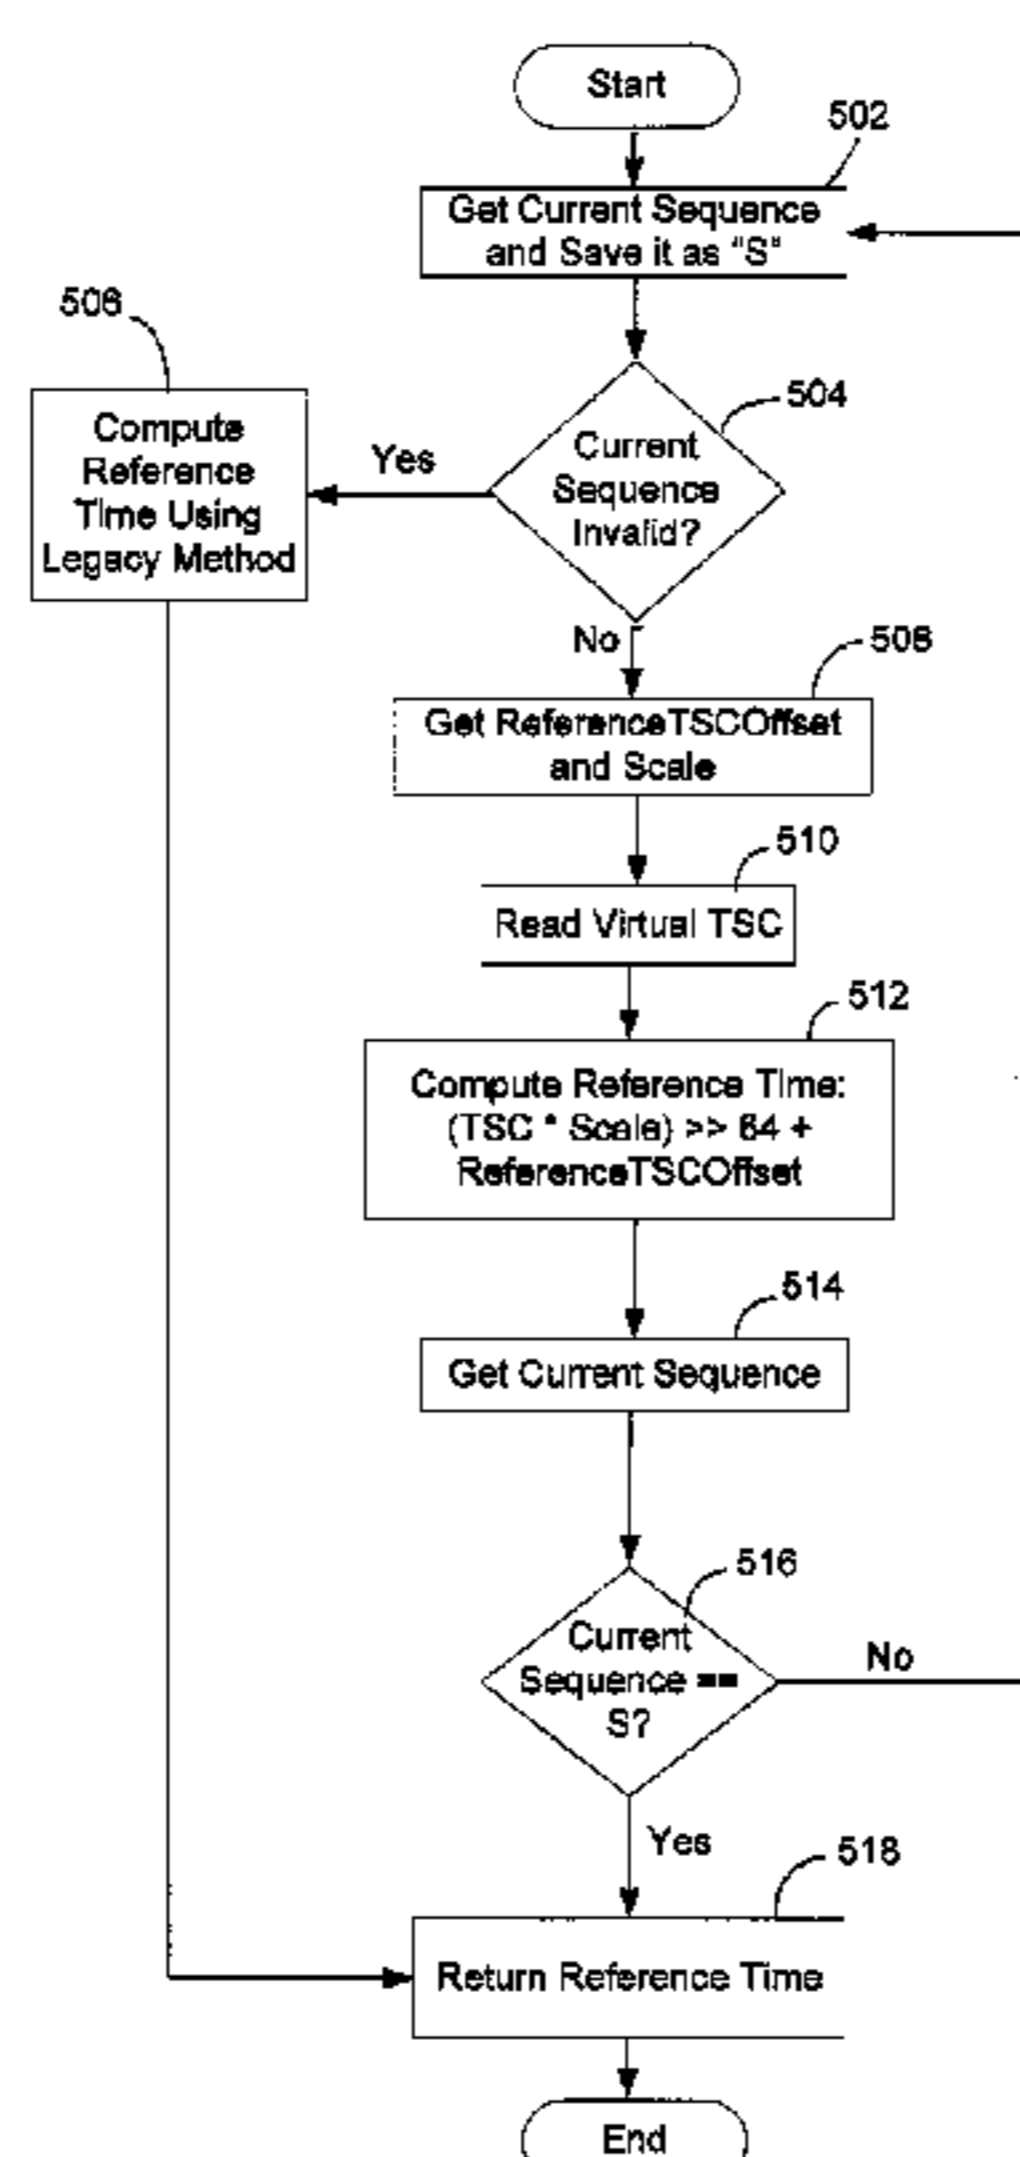 Start
502
Get Current Sequence
and Save it as "S"
506
Compute
Reference
Time Using
Legacy Method
Yes
504
Current
Sequence
Invalid?
No
508
Get ReferenceTSCOffset
and Scale
510
Read Virtual TSC
512
Compute Reference Time:
(TSC * Scale) >> 64 +
ReferenceTSCOffset
514
Get Current Sequence
516
Current
Sequence ==
S?
No
Yes
518
Return Reference Time
End